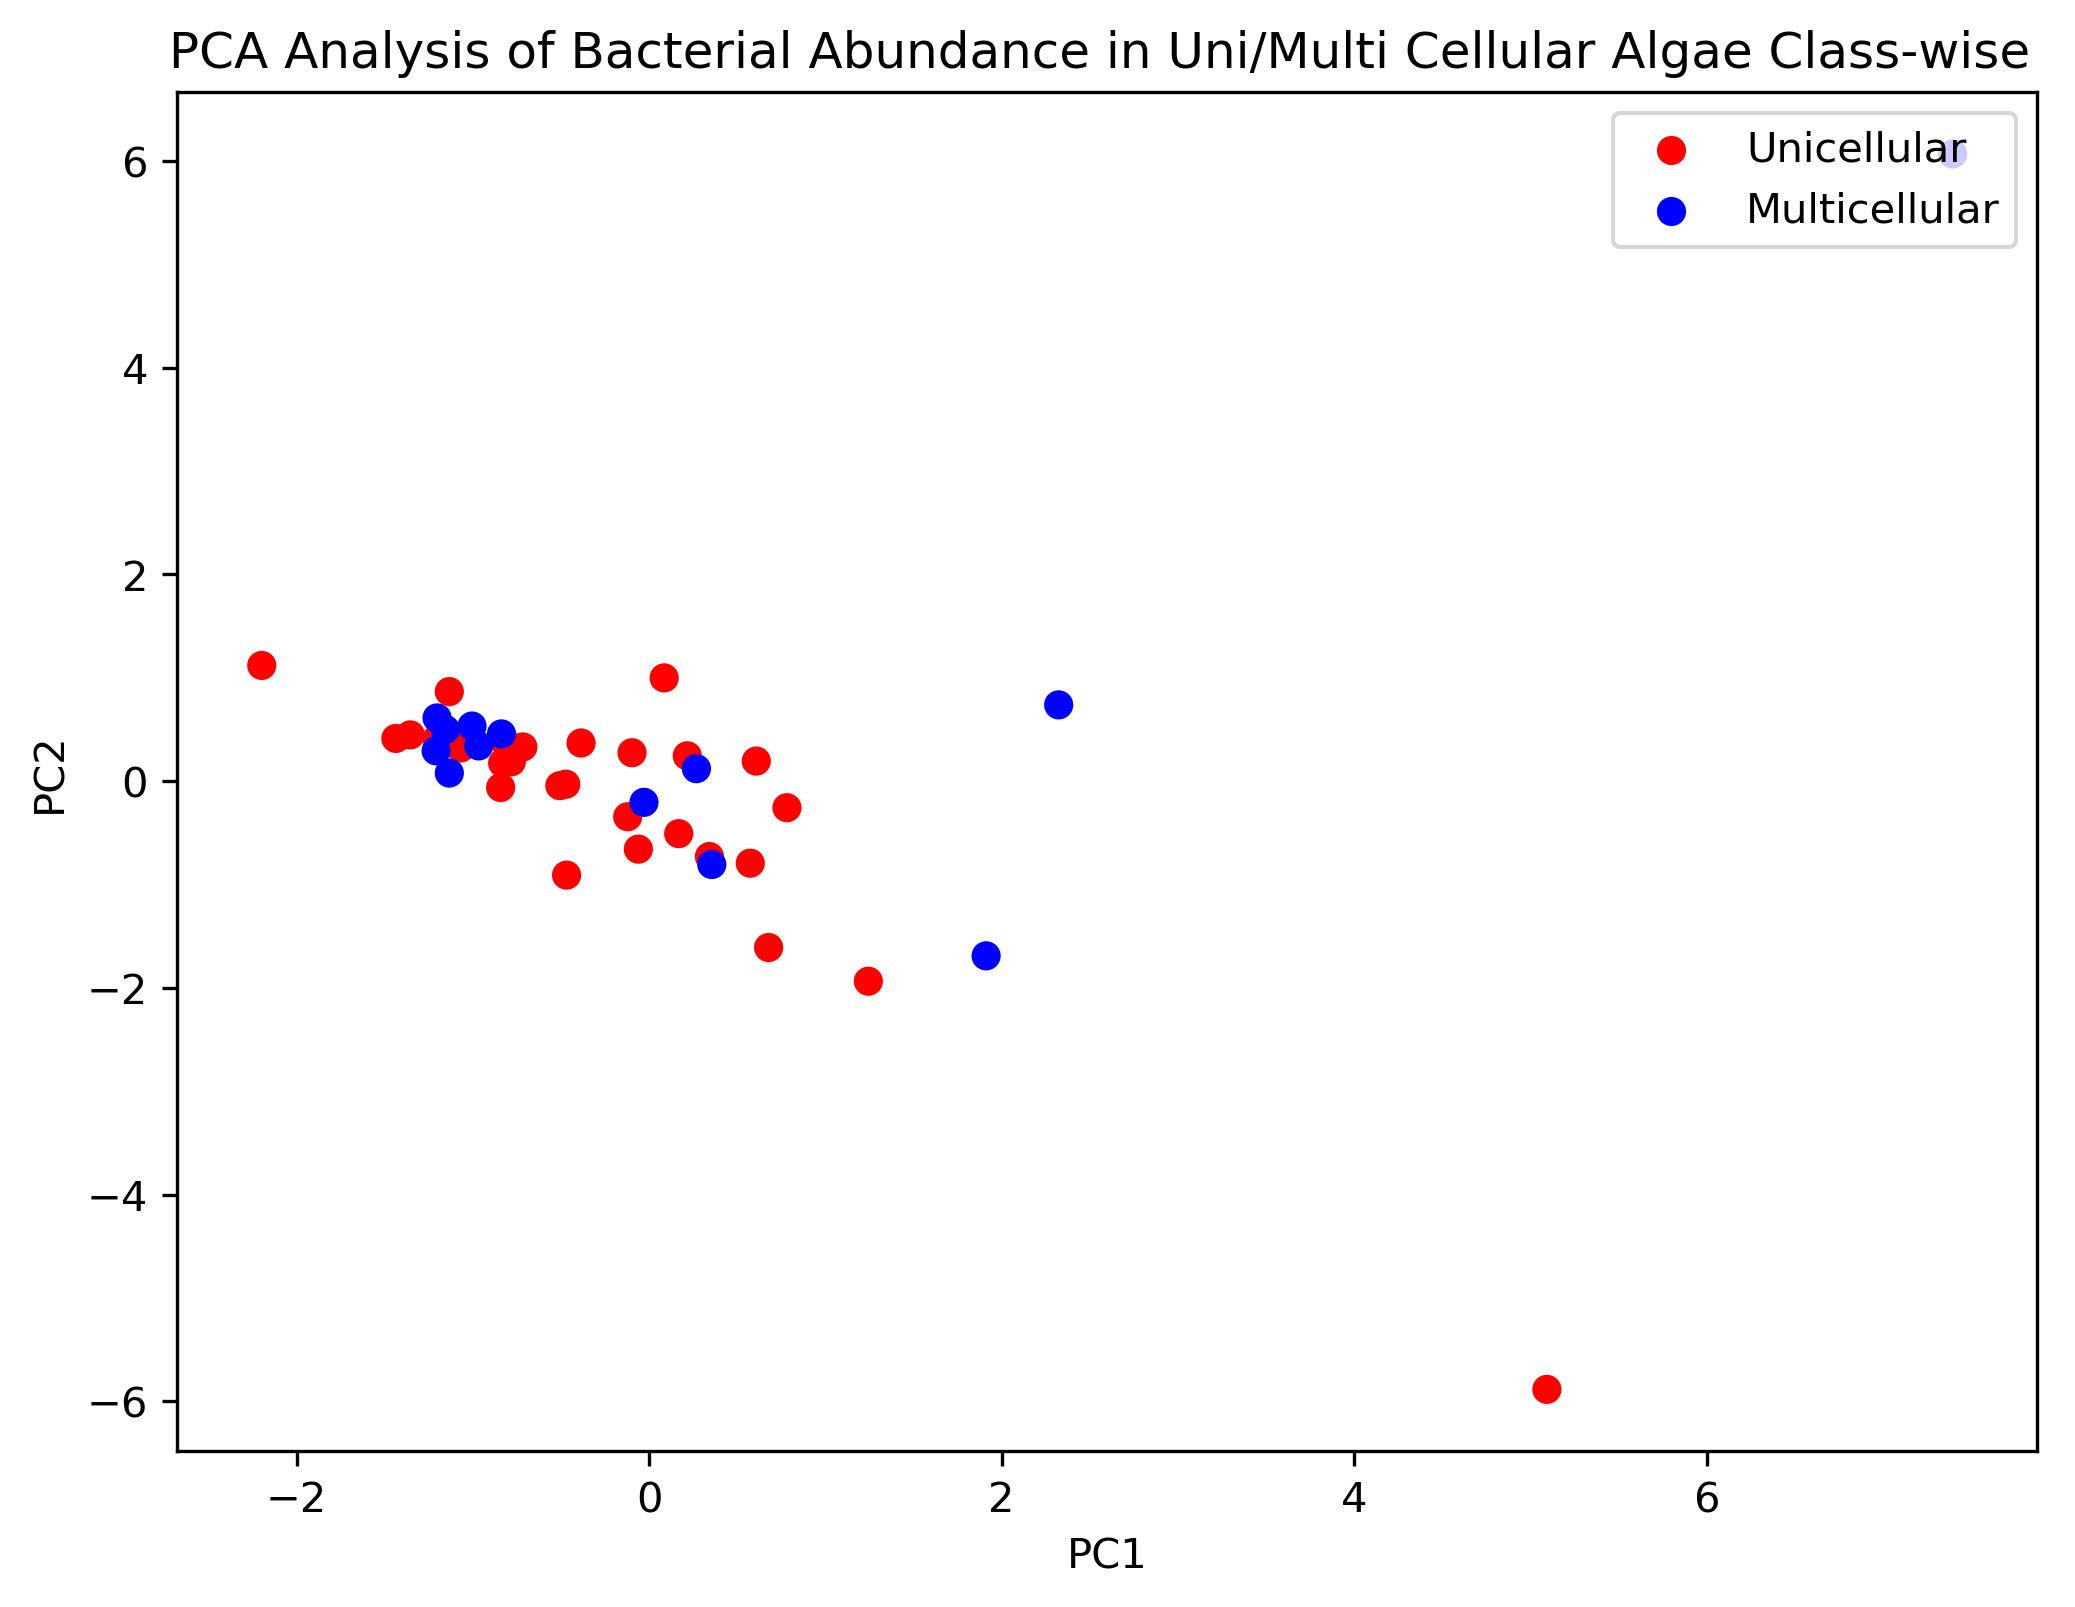 PCA Analysis of Bacterial Abundance in Uni/Multi Cellular Algae Class-wise
Unicellular
Multicellular
6
4
2
0
−2
−4
−6
PC2
−2
0
2
4
6
PC1